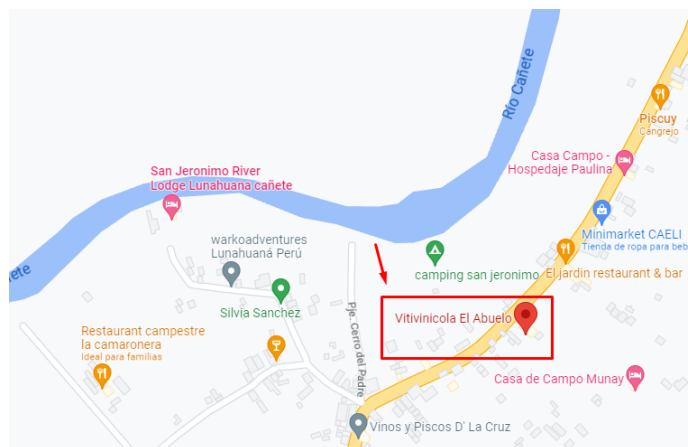 Río Cañete
Piscuy
Cangrejo
San Jeronimo River
Lodge Lunahuana cañete
Casa Campo -
Hospedaje Paulina
warkoadventures
Lunahuaná Perú
Minimarket CAELI
Tienda de ropa para beb
camping san jeronimo
El jardin restaurant & bar
ete
Silvia Sanchez
Pje. Cerro del Padre
Vitivinicola El Abuelo
Restaurant campestre
la camaronera
Ideal para familias
Casa de Campo Munay
Vinos y Piscos D' La Cruz